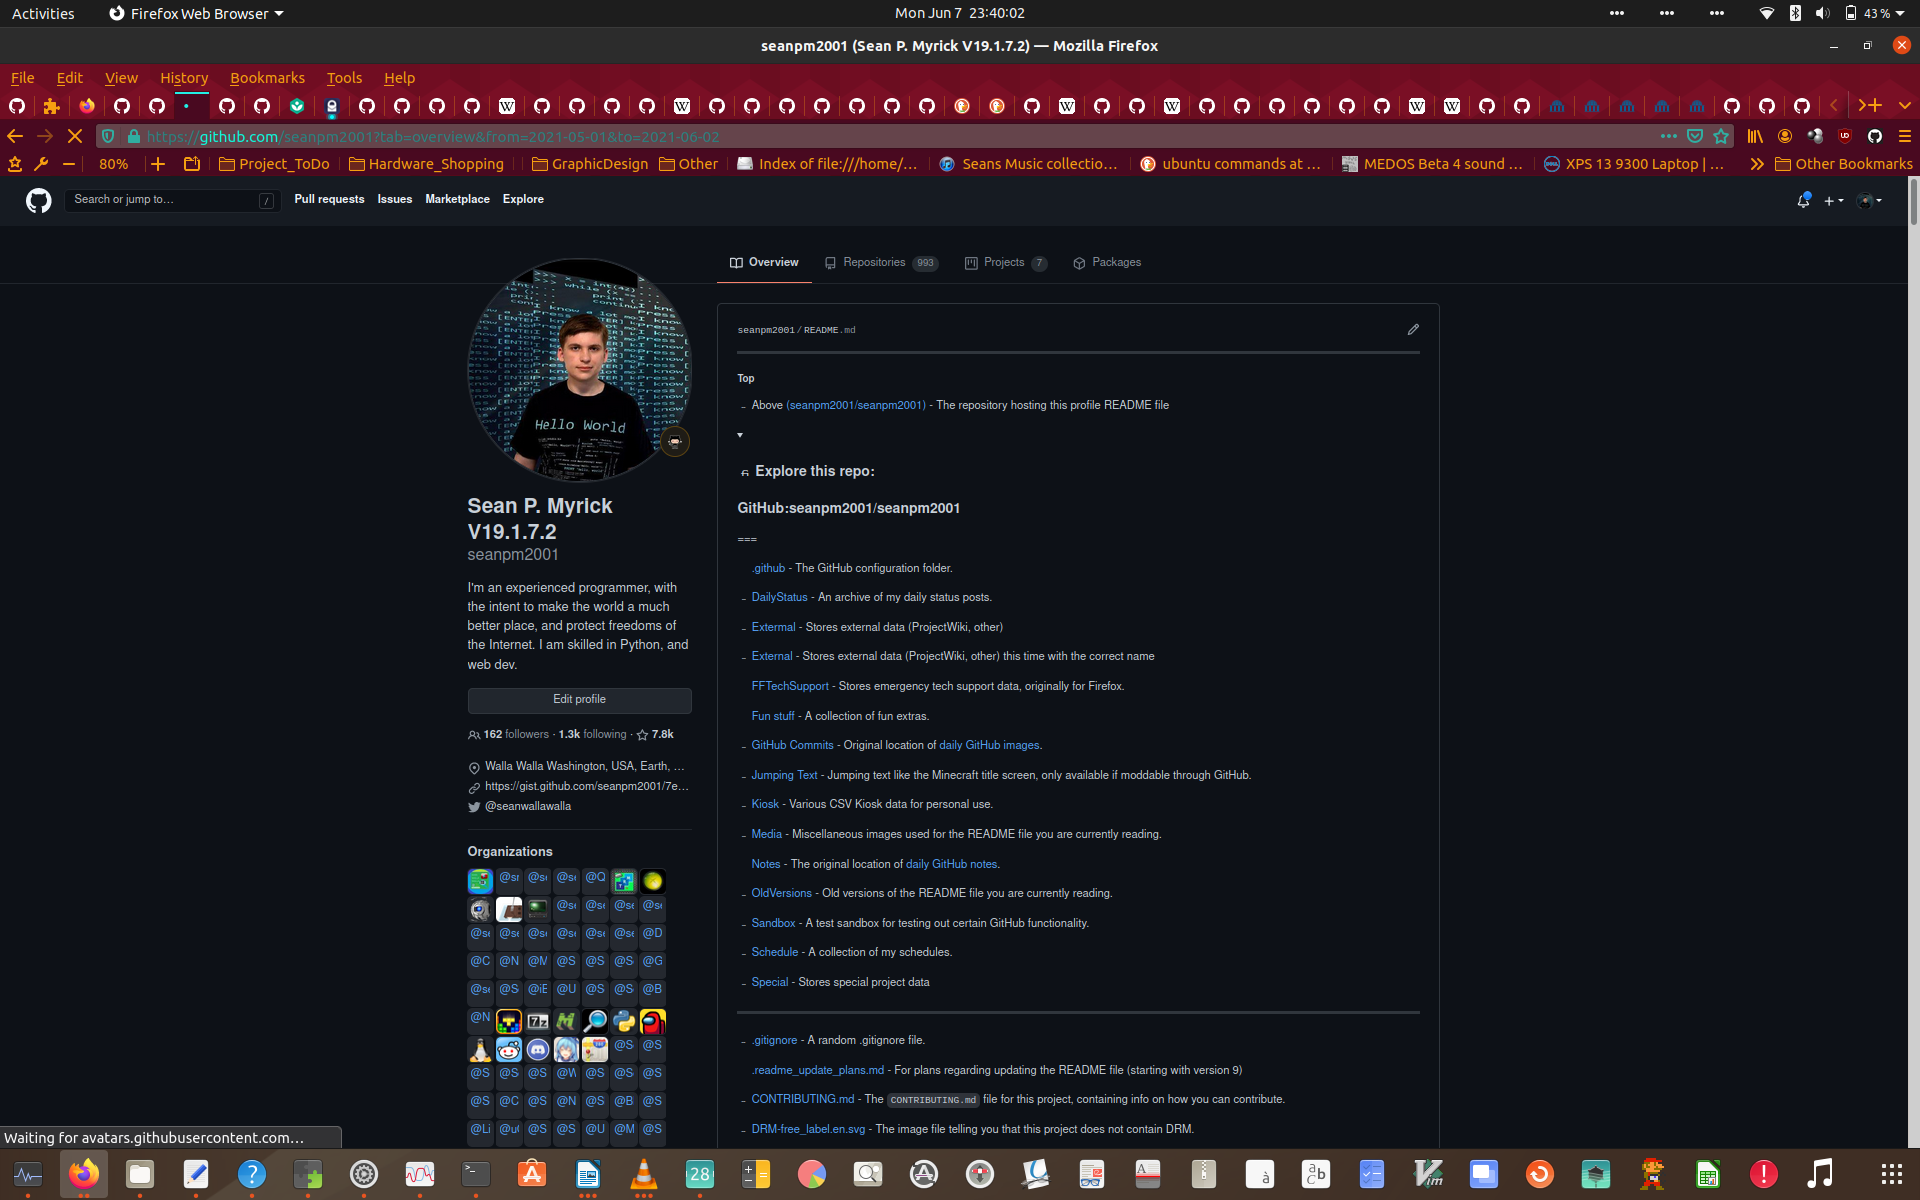 Activities
Firefox Web Browser
Mon Jun 7 23:40:02
43 %
seanpm2001 (Sean P. Myrick V19.1.7.2) — Mozilla Firefox
File Edit View History Bookmarks Tools Help
https://github.com/seanpm2001?tab=overview&from=2021-05-01&to=2021-06-02
80%
Project_ToDo
Hardware_Shopping
GraphicDesign
Other
Index of file:///home/…
Seans Music collectio…
ubuntu commands at …
MEDOS Beta 4 sound …
XPS 13 9300 Laptop | …
Other Bookmarks
Search or jump to…
/
Pull requests
Issues
Marketplace
Explore
Overview
Repositories 993
Projects 7
Packages
Hello World
Sean P. Myrick
V19.1.7.2
seanpm2001
I'm an experienced programmer, with
the intent to make the world a much
better place, and protect freedoms of
the Internet. I am skilled in Python, and
web dev.
Edit profile
162 followers · 1.3k following · 7.8k
Walla Walla Washington, USA, Earth, …
https://gist.github.com/seanpm2001/7e…
@seanwallawalla
Organizations
seanpm2001/README.md
Top
Above (seanpm2001/seanpm2001) - The repository hosting this profile README file
Explore this repo:
GitHub:seanpm2001/seanpm2001
===
.github - The GitHub configuration folder.
DailyStatus - An archive of my daily status posts.
Extermal - Stores external data (ProjectWiki, other)
External - Stores external data (ProjectWiki, other) this time with the correct name
FFTechSupport - Stores emergency tech support data, originally for Firefox.
Fun stuff - A collection of fun extras.
GitHub Commits - Original location of daily GitHub images.
Jumping Text - Jumping text like the Minecraft title screen, only available if moddable through GitHub.
Kiosk - Various CSV Kiosk data for personal use.
Media - Miscellaneous images used for the README file you are currently reading.
Notes - The original location of daily GitHub notes.
OldVersions - Old versions of the README file you are currently reading.
Sandbox - A test sandbox for testing out certain GitHub functionality.
Schedule - A collection of my schedules.
Special - Stores special project data
.gitignore - A random .gitignore file.
.readme_update_plans.md - For plans regarding updating the README file (starting with version 9)
CONTRIBUTING.md - The CONTRIBUTING.md file for this project, containing info on how you can contribute.
DRM-free_label.en.svg - The image file telling you that this project does not contain DRM.
Waiting for avatars.githubusercontent.com…
28